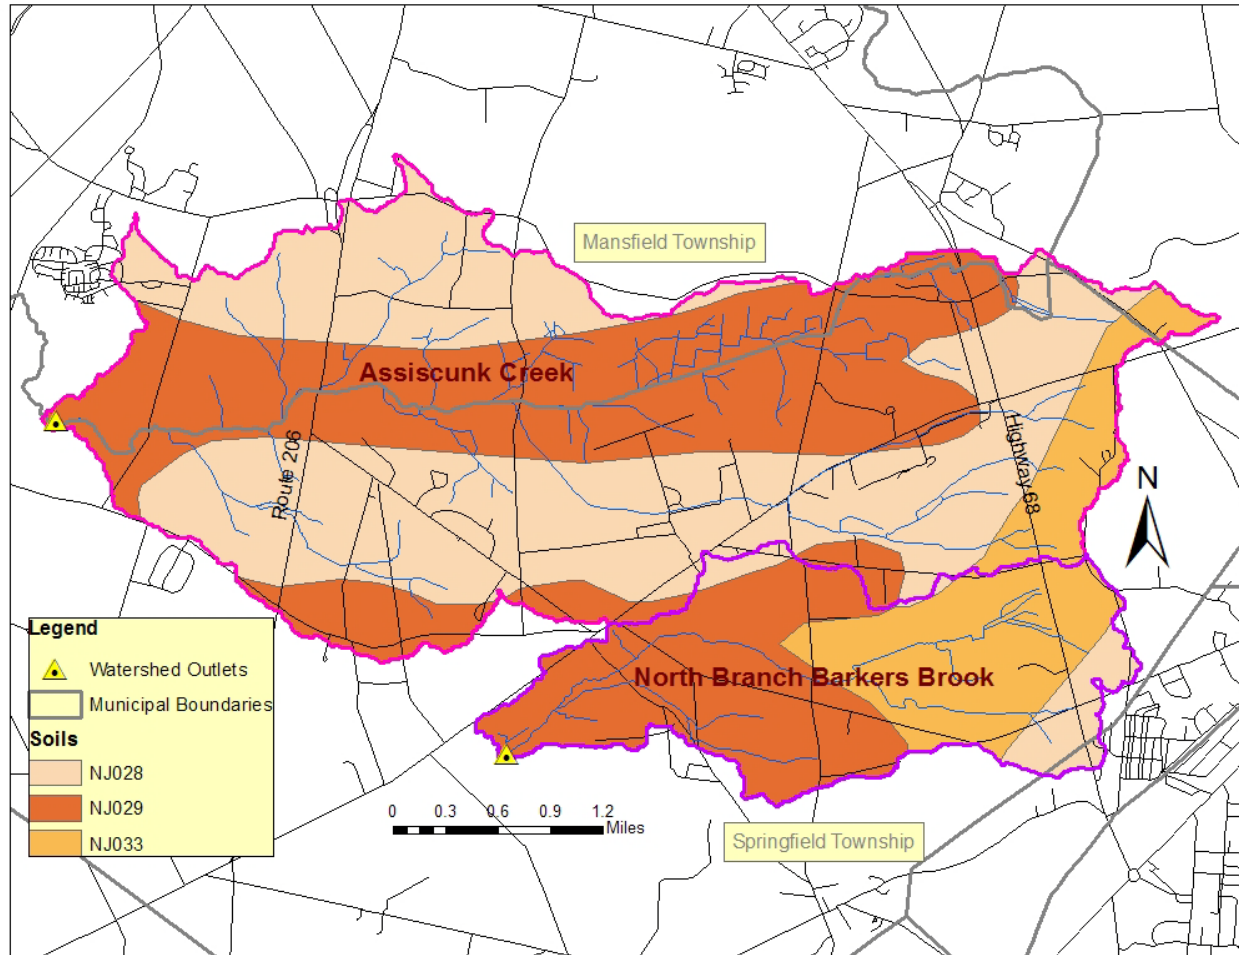 Mansfield Township
Assiscunk Creek
Route 206
Highway 68
N
North Branch Barkers Brook
Legend
Watershed Outlets
Municipal Boundaries
Soils
NJ028
NJ029
NJ033
0 0.3 0.6 0.9 1.2
Miles
Springfield Township